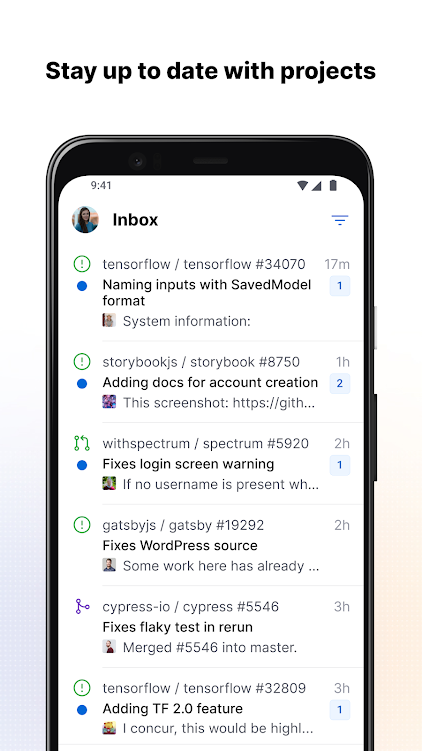 Stay up to date with projects
9:41
Inbox
tensorflow / tensorflow #34070 17m
Naming inputs with SavedModel 1
format
System information:
storybookjs / storybook #8750 1h
Adding docs for account creation 2
This screenshot: https://gith...
withspectrum / spectrum #5920 2h
Fixes login screen warning 1
If no username is present wh...
gatsbyjs / gatsby #19292 2h
Fixes WordPress source
Some work here has already ...
cypress-io / cypress #5546 3h
Fixes flaky test in rerun
Merged #5546 into master.
tensorflow / tensorflow #32809 3h
Adding TF 2.0 feature 1
I concur, this would be highl...